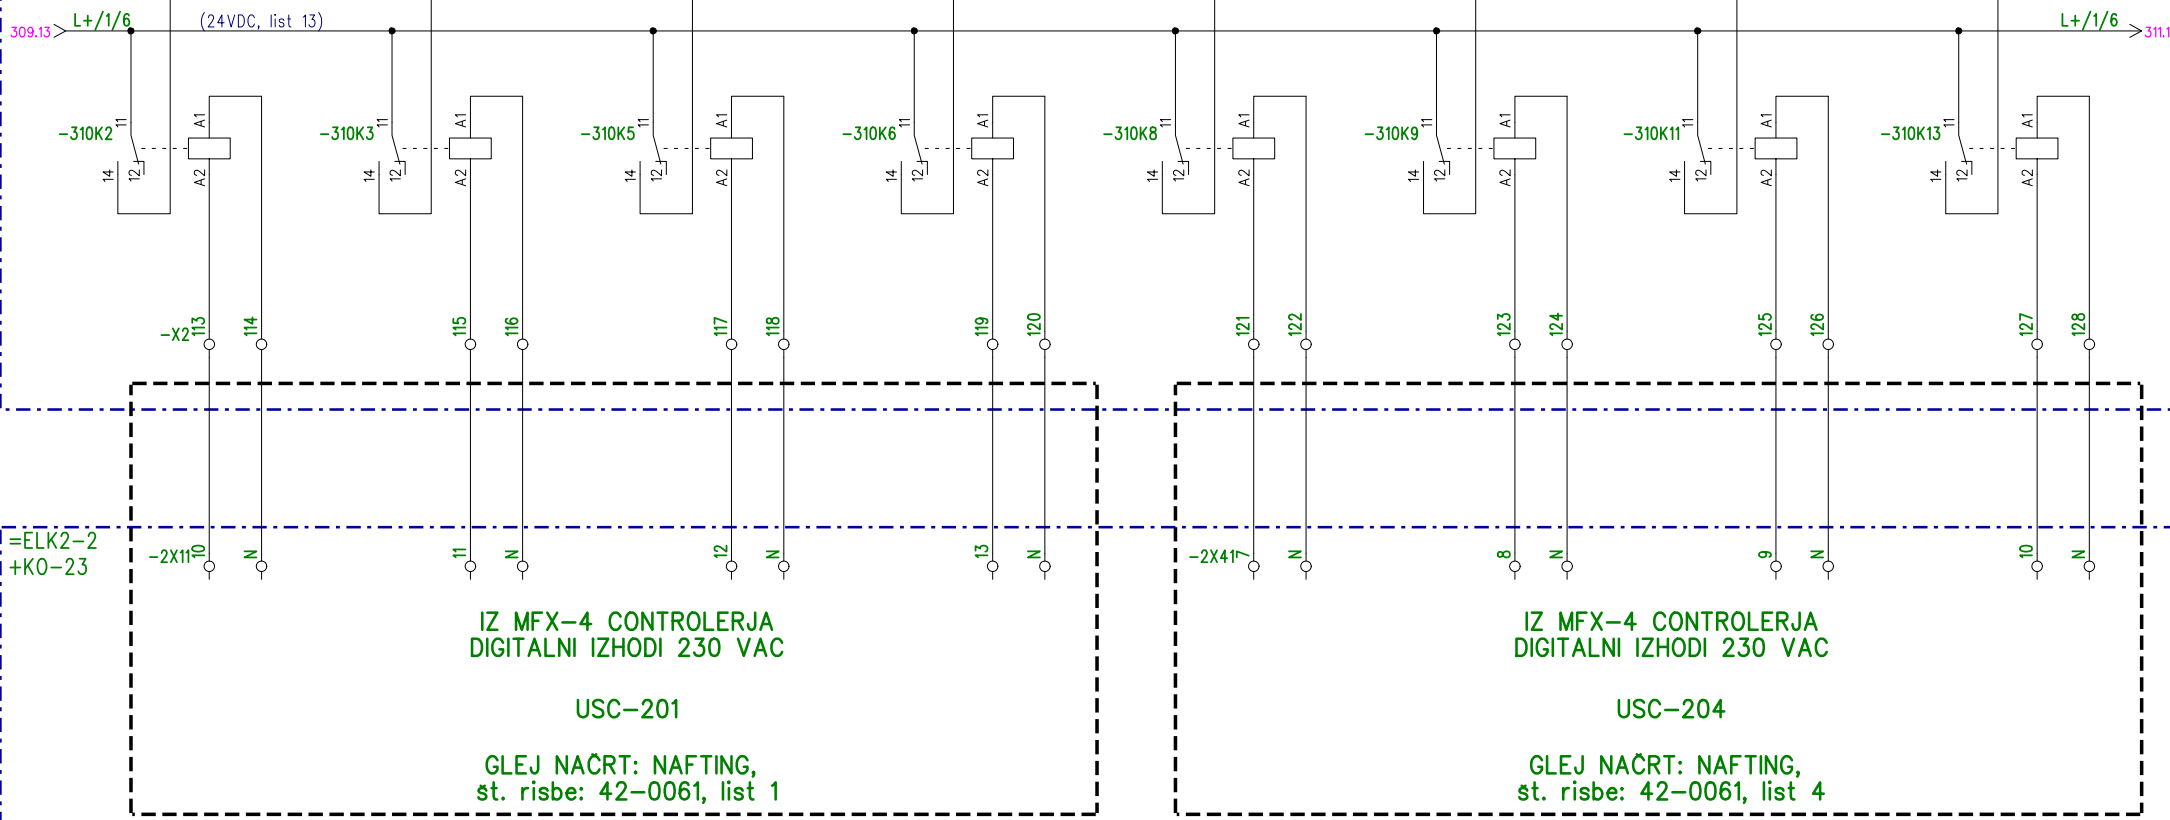 309.13 L+/1/6 (24VDC, list 13) L+/1/6 311.1
-310K2 11 A1 -310K3 11 A1 -310K5 11 A1 -310K6 11 A1 -310K8 11 A1 -310K9 11 A1 -310K11 11 A1 -310K13 11 A1
14 12 A2 14 12 A2 14 12 A2 14 12 A2 14 12 A2 14 12 A2 14 12 A2 14 12 A2
-X2 113 114 115 116 117 118 119 120 121 122 123 124 125 126 127 128
=ELK2-2
+KO-23
-2X11 10 N 11 N 12 N 13 N -2X41 7 N 8 N 9 N 10 N
IZ MFX-4 CONTROLERJA
DIGITALNI IZHODI 230 VAC
USC-201
GLEJ NAČRT: NAFTING,
št. risbe: 42-0061, list 1
IZ MFX-4 CONTROLERJA
DIGITALNI IZHODI 230 VAC
USC-204
GLEJ NAČRT: NAFTING,
št. risbe: 42-0061, list 4